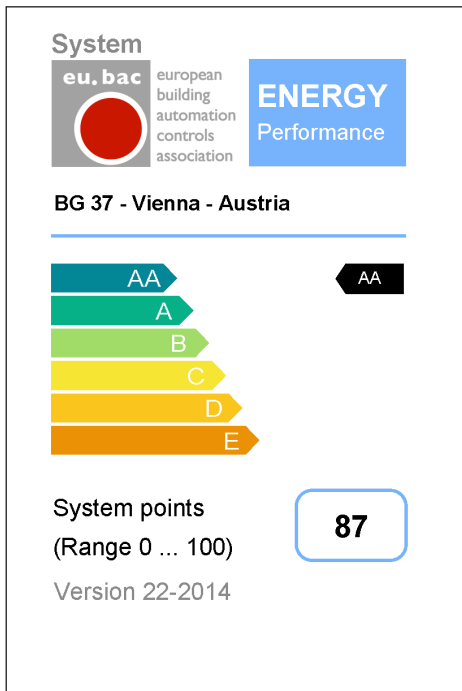 System
eu.bac
european
building
automation
controls
association
ENERGY
Performance
BG 37 - Vienna - Austria
AA
AA
A
B
C
D
E
System points
87
(Range 0 ... 100)
Version 22-2014